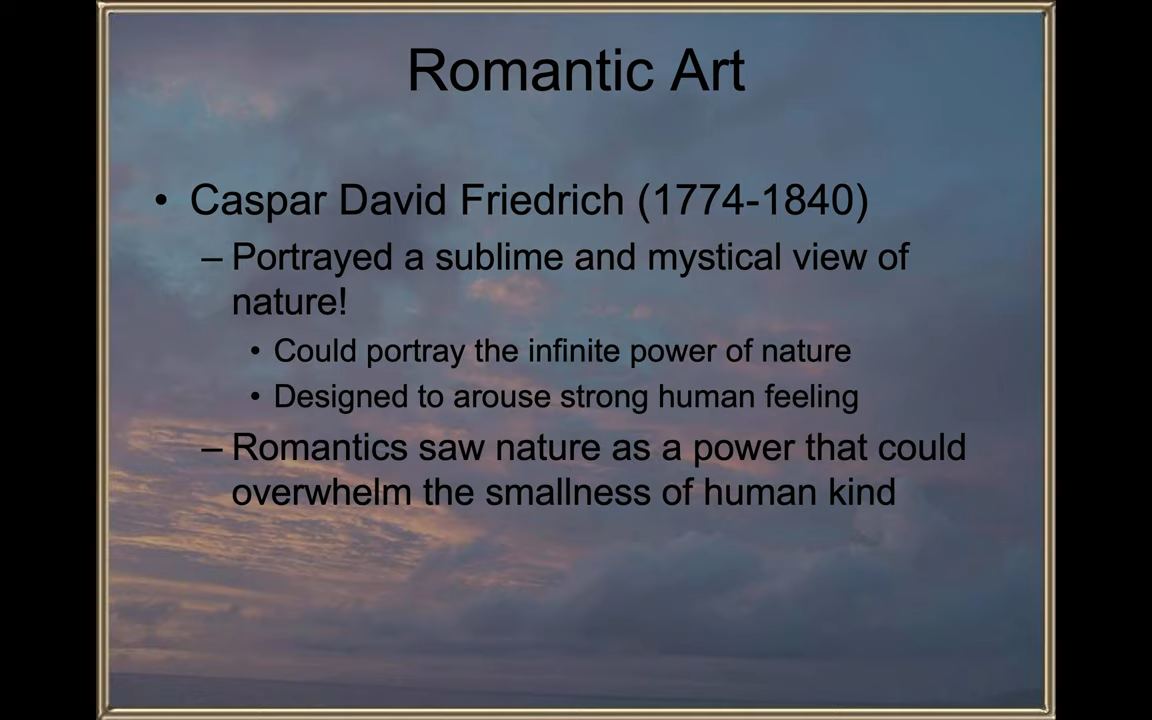 Romantic Art
• Caspar David Friedrich (1774-1840)
– Portrayed a sublime and mystical view of
nature!
• Could portray the infinite power of nature
• Designed to arouse strong human feeling
– Romantics saw nature as a power that could
overwhelm the smallness of human kind